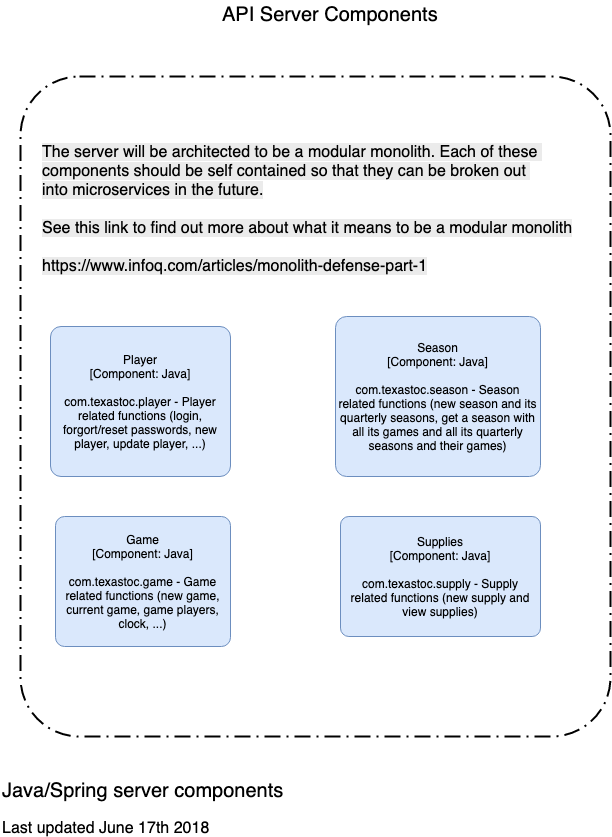 API Server Components
The server will be architected to be a modular monolith. Each of these
components should be self contained so that they can be broken out
into microservices in the future.
See this link to find out more about what it means to be a modular monolith
https://www.infoq.com/articles/monolith-defense-part-1
Player
[Component: Java]
com.texastoc.player - Player
related functions (login,
forgort/reset passwords, new
player, update player, ...)
Season
[Component: Java]
com.texastoc.season - Season
related functions (new season and its
quarterly seasons, get a season with
all its games and all its quarterly
seasons and their games)
Game
[Component: Java]
com.texastoc.game - Game
related functions (new game,
current game, game players,
clock, ...)
Supplies
[Component: Java]
com.texastoc.supply - Supply
related functions (new supply and
view supplies)
Java/Spring server components
Last updated June 17th 2018